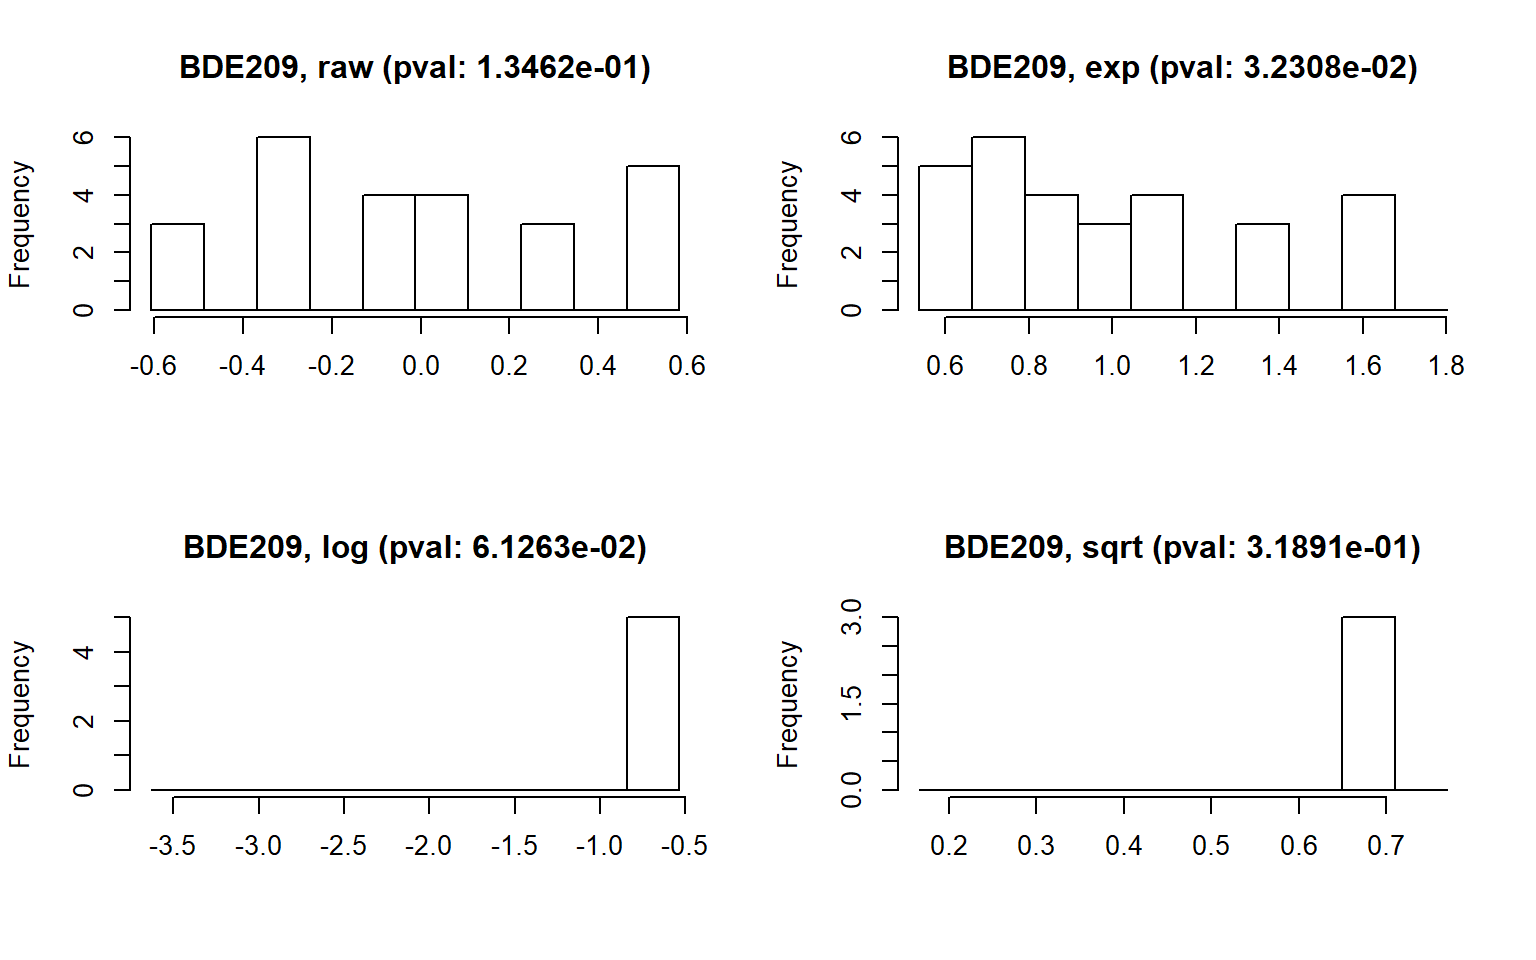 BDE209, raw (pval: 1.3462e-01)
Frequency
0 2 4 6
-0.6 -0.4 -0.2 0.0 0.2 0.4 0.6
BDE209, exp (pval: 3.2308e-02)
Frequency
0 2 4 6
0.6 0.8 1.0 1.2 1.4 1.6 1.8
BDE209, log (pval: 6.1263e-02)
Frequency
0 2 4
-3.5 -3.0 -2.5 -2.0 -1.5 -1.0 -0.5
BDE209, sqrt (pval: 3.1891e-01)
Frequency
0.0 1.5 3.0
0.2 0.3 0.4 0.5 0.6 0.7